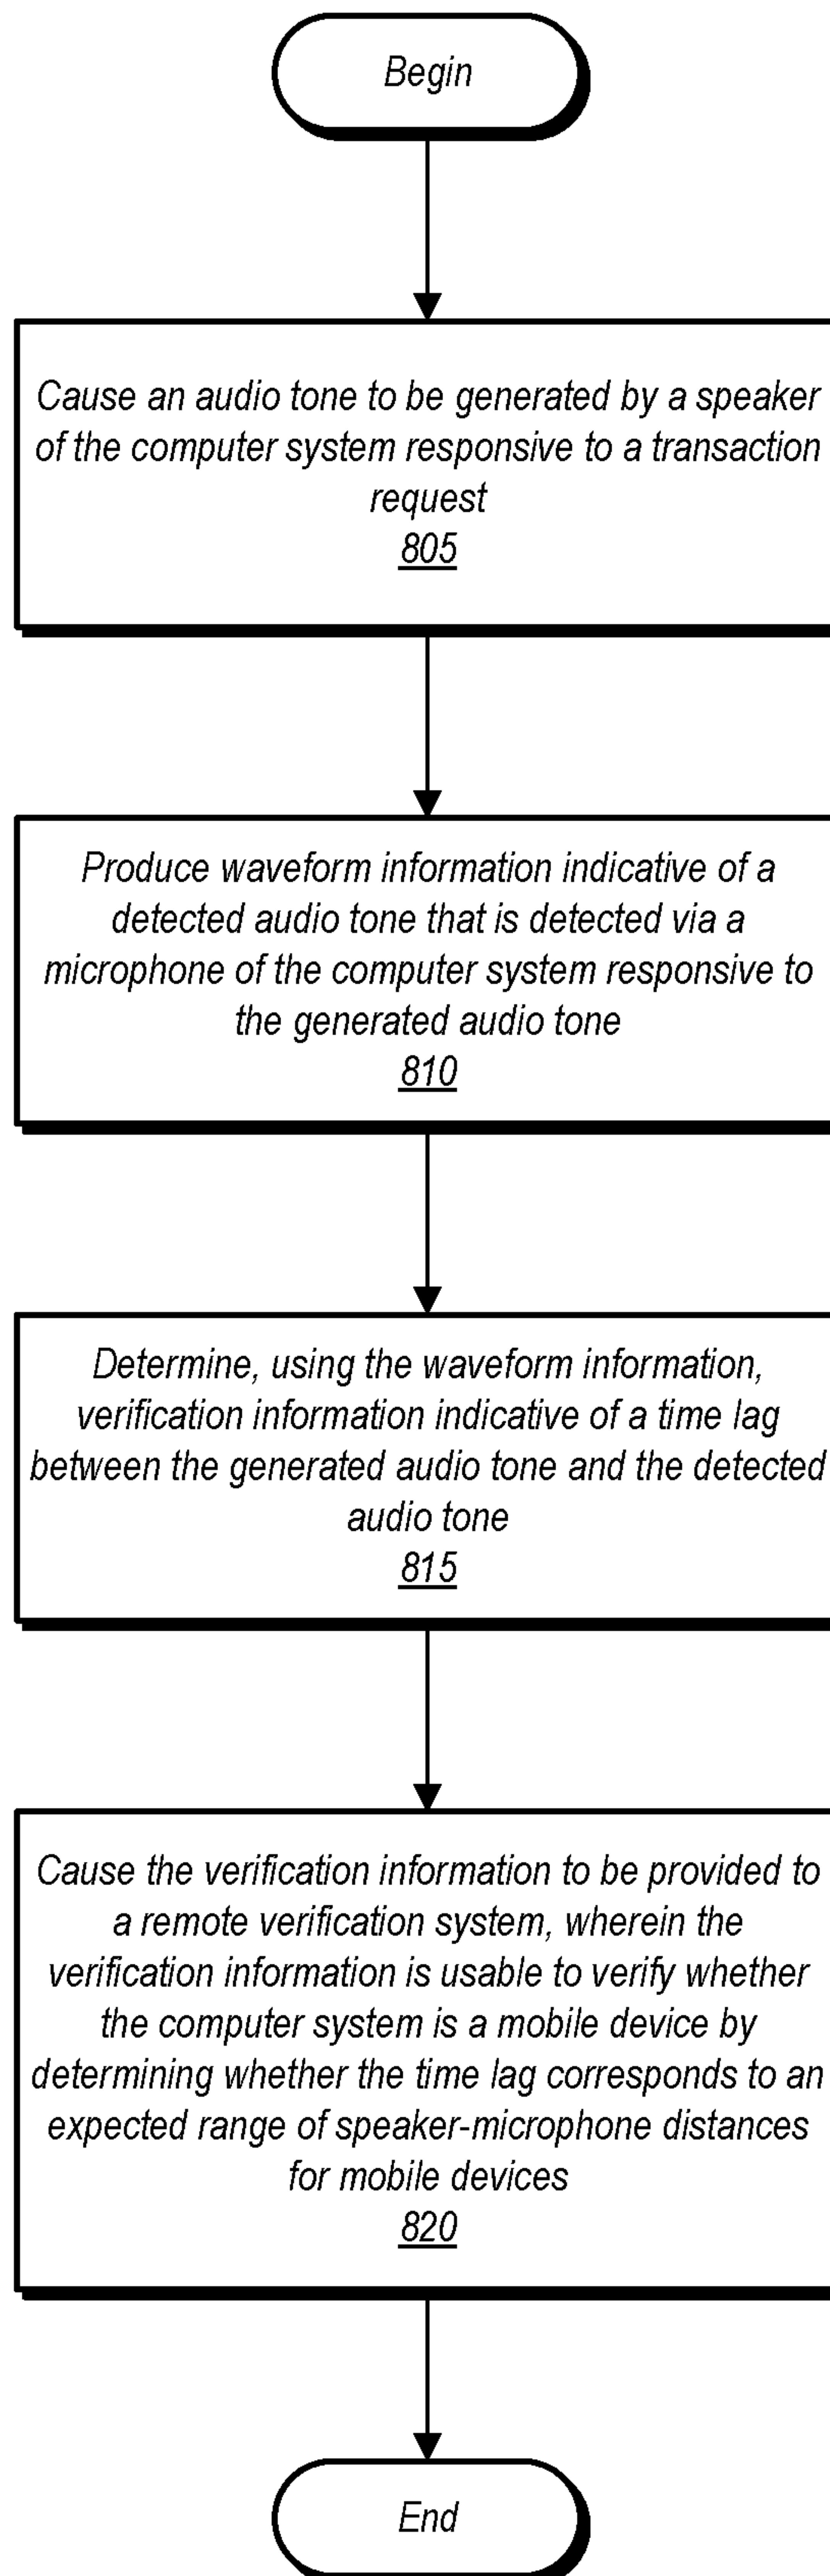 Begin
Cause an audio tone to be generated by a speaker
of the computer system responsive to a transaction
request
805
Produce waveform information indicative of a
detected audio tone that is detected via a
microphone of the computer system responsive to
the generated audio tone
810
Determine, using the waveform information,
verification information indicative of a time lag
between the generated audio tone and the detected
audio tone
815
Cause the verification information to be provided to
a remote verification system, wherein the
verification information is usable to verify whether
the computer system is a mobile device by
determining whether the time lag corresponds to an
expected range of speaker-microphone distances
for mobile devices
820
End